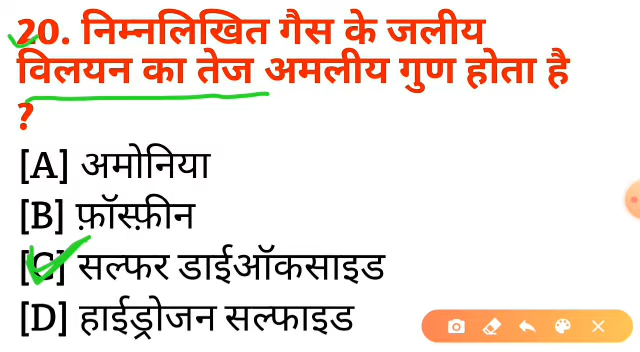 20. निम्नलिखित गैस के जलीय
विलयन का तेज अमलीय गुण होता है
?
[A] अमोनिया
[B] फ़ॉस्फ़ीन
[C] सल्फर डाईऑकसाइड
[D] हाईड्रोजन सल्फाइड